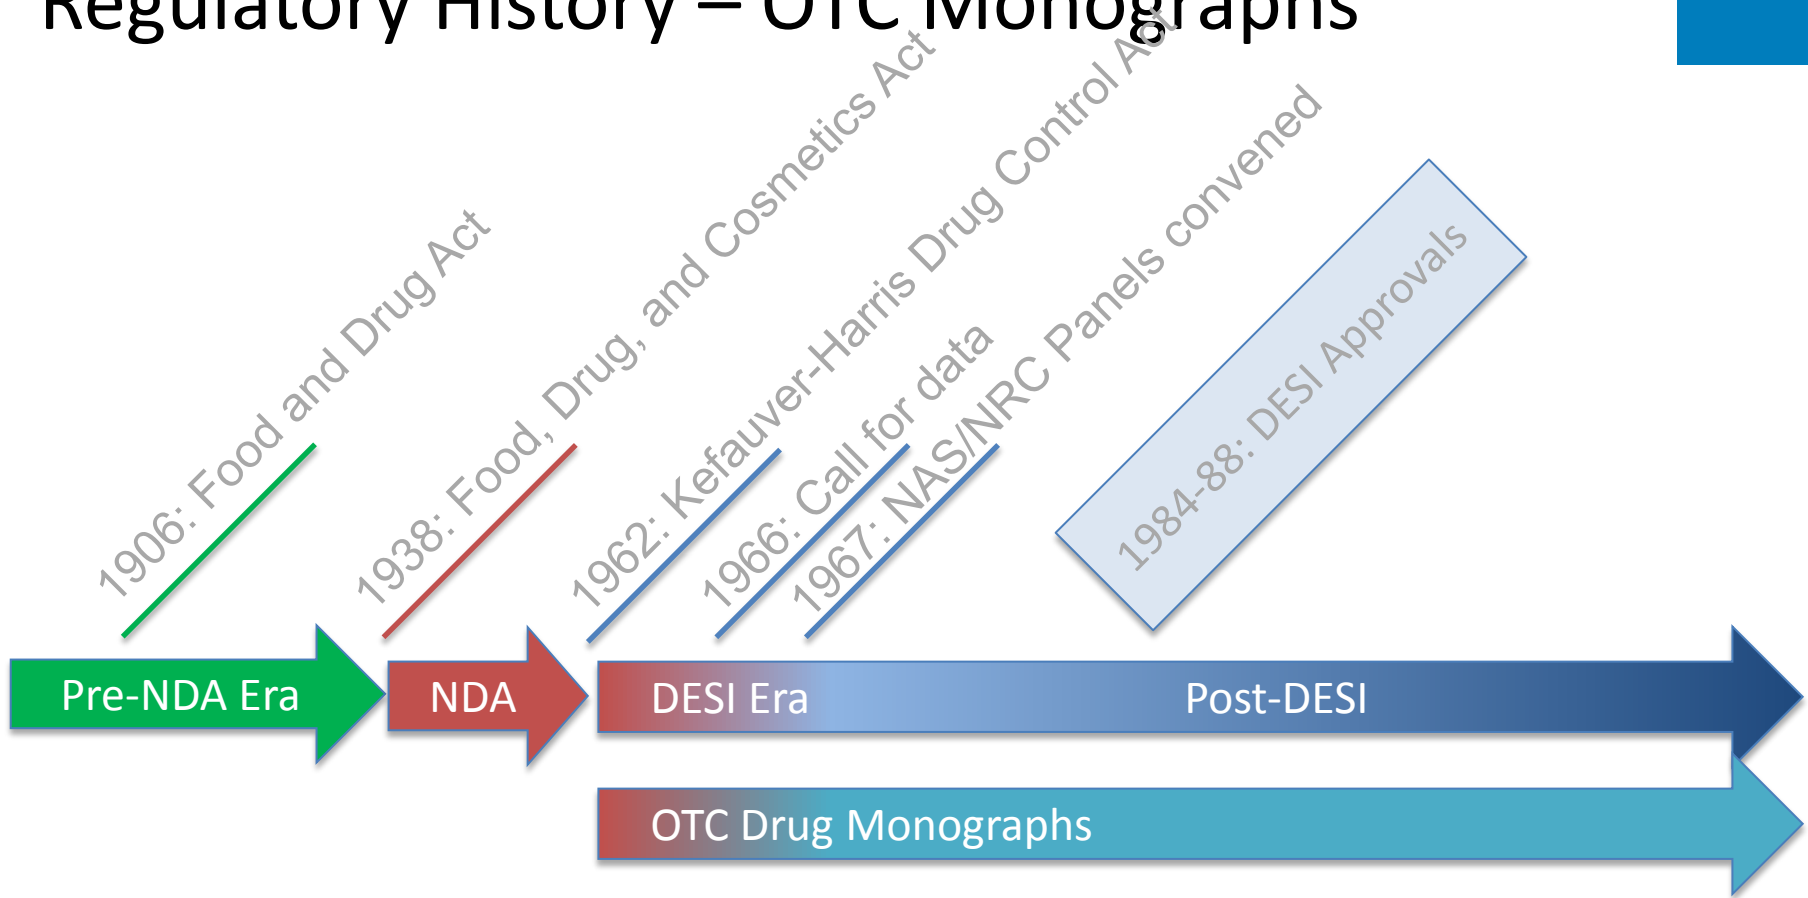 Regulatory History – OTC Monographs
1906: Food and Drug Act
1938: Food, Drug, and Cosmetics Act
1962: Kefauver-Harris Drug Control Act
1966: Call for data
1967: NAS/NRC Panels convened
1984-88: DESI Approvals
Pre-NDA Era
NDA
DESI Era
Post-DESI
OTC Drug Monographs